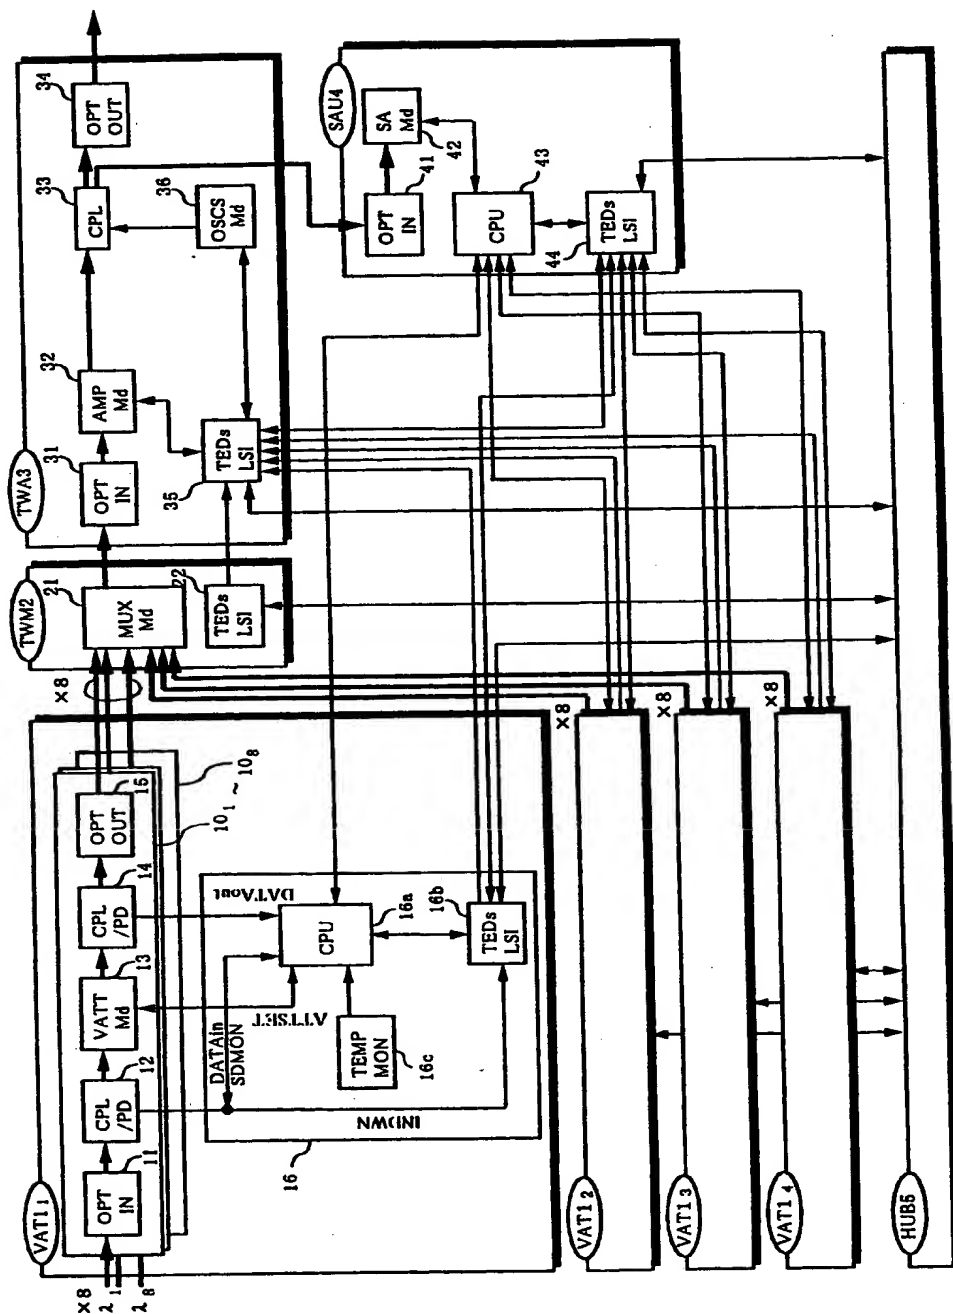 VAT1 1
×8
λ1
λ8
OPT
IN
11
CPL
/PD
12
VATT
Md
13
CPL
/PD
14
OPT
OUT
15
10 1 ~ 10 8
×8
16
DATAin
SDMON
INDWN
ATTSET
DATAout
TEMP
MON
16c
CPU
16a
TEDs
LSI
16b
TWM2
MUX
Md
21
TEDs
LSI
22
TWA3
OPT
IN
31
AMP
Md
32
CPL
33
OPT
OUT
34
TEDs
LSI
35
OSCS
Md
36
SAU4
OPT
IN
41
SA
Md
42
CPU
43
TEDs
LSI
44
VAT1 2
×8
VAT1 3
×8
VAT1 4
×8
HUB5